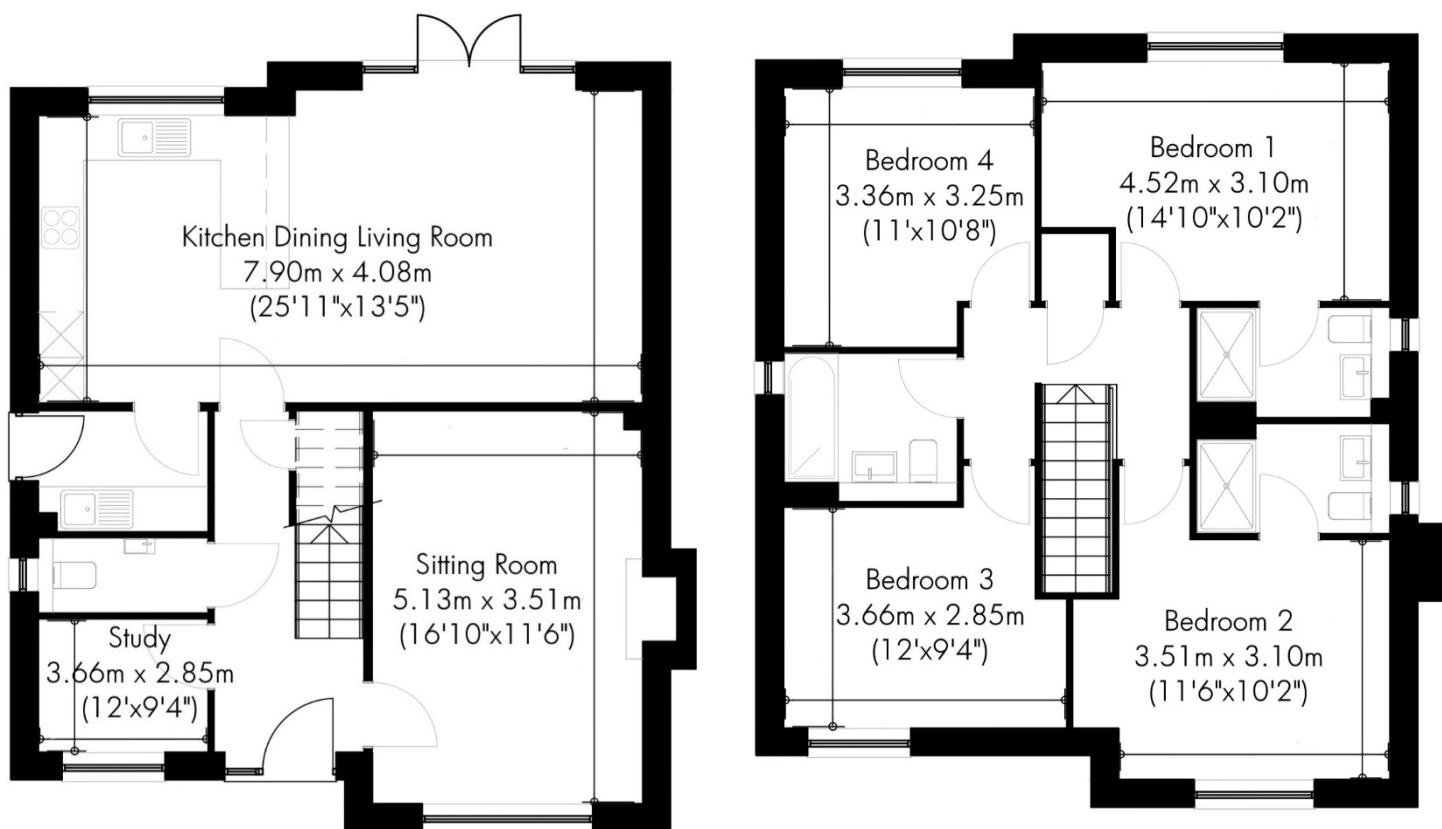 Kitchen Dining Living Room
7.90m x 4.08m
(25'11"x13'5")
Sitting Room
5.13m x 3.51m
(16'10"x11'6")
Study
3.66m x 2.85m
(12'x9'4")
Bedroom 4
3.36m x 3.25m
(11'x10'8")
Bedroom 1
4.52m x 3.10m
(14'10"x10'2")
Bedroom 3
3.66m x 2.85m
(12'x9'4")
Bedroom 2
3.51m x 3.10m
(11'6"x10'2")